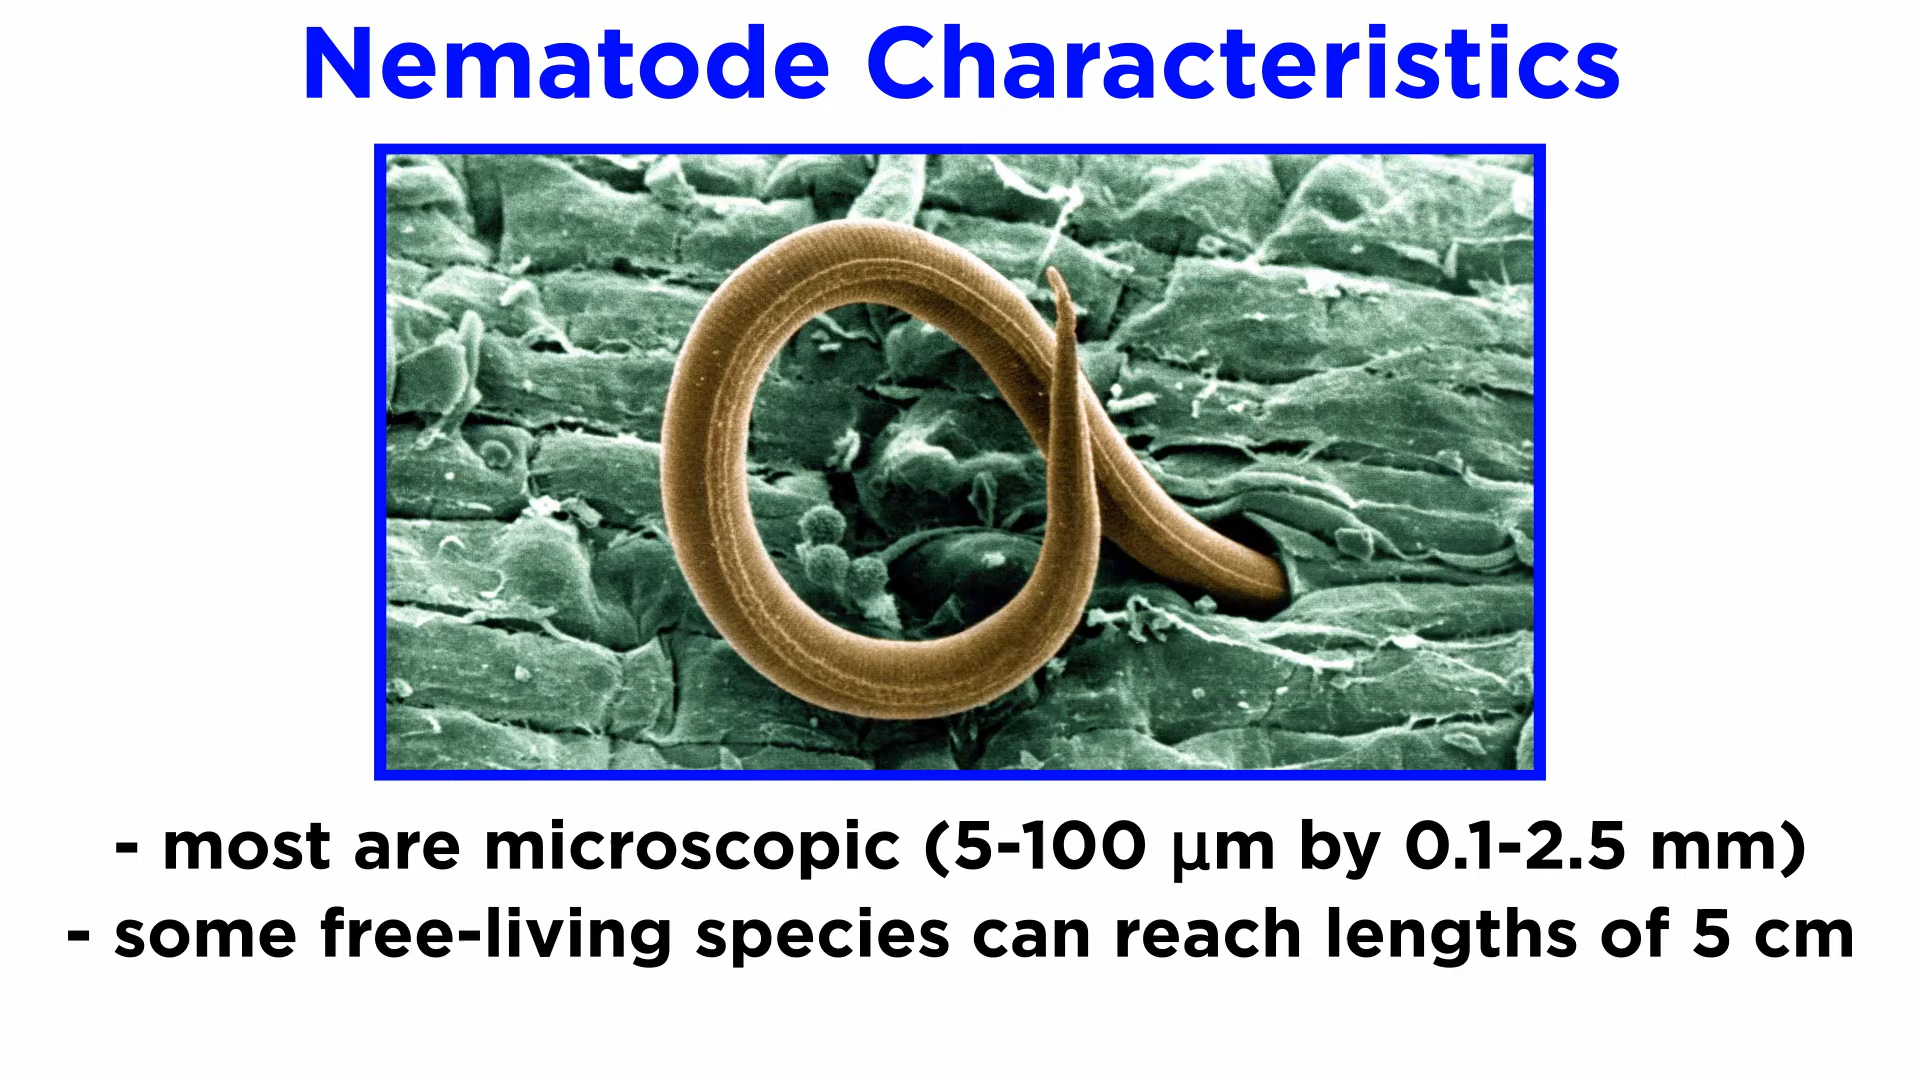 Nematode Characteristics
- most are microscopic (5-100 µm by 0.1-2.5 mm)
- some free-living species can reach lengths of 5 cm